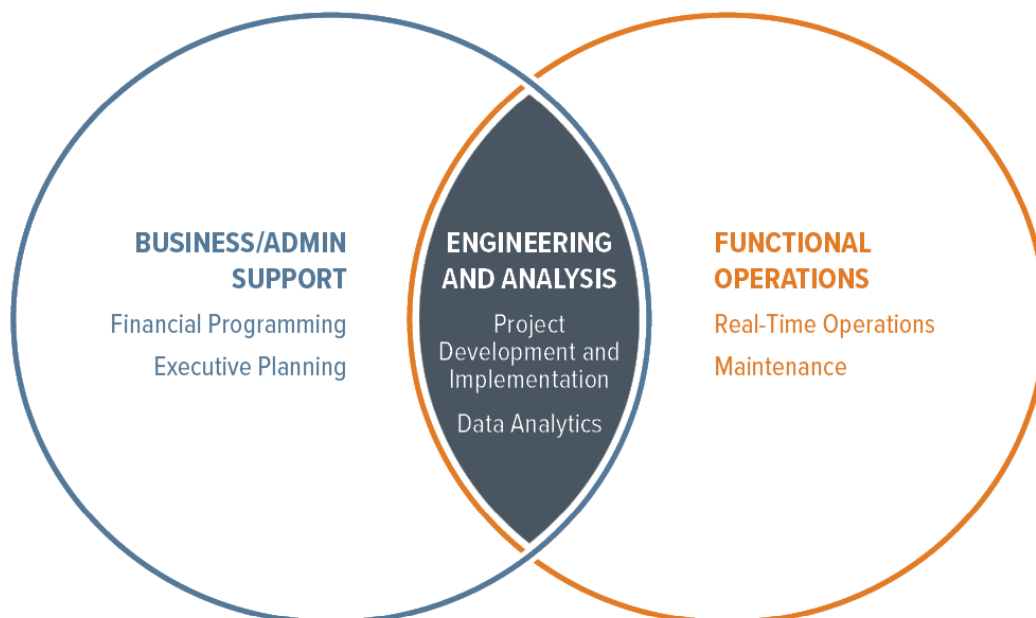 BUSINESS/ADMIN
SUPPORT
Financial Programming
Executive Planning
ENGINEERING
AND ANALYSIS
Project
Development and
Implementation
Data Analytics
FUNCTIONAL
OPERATIONS
Real-Time Operations
Maintenance